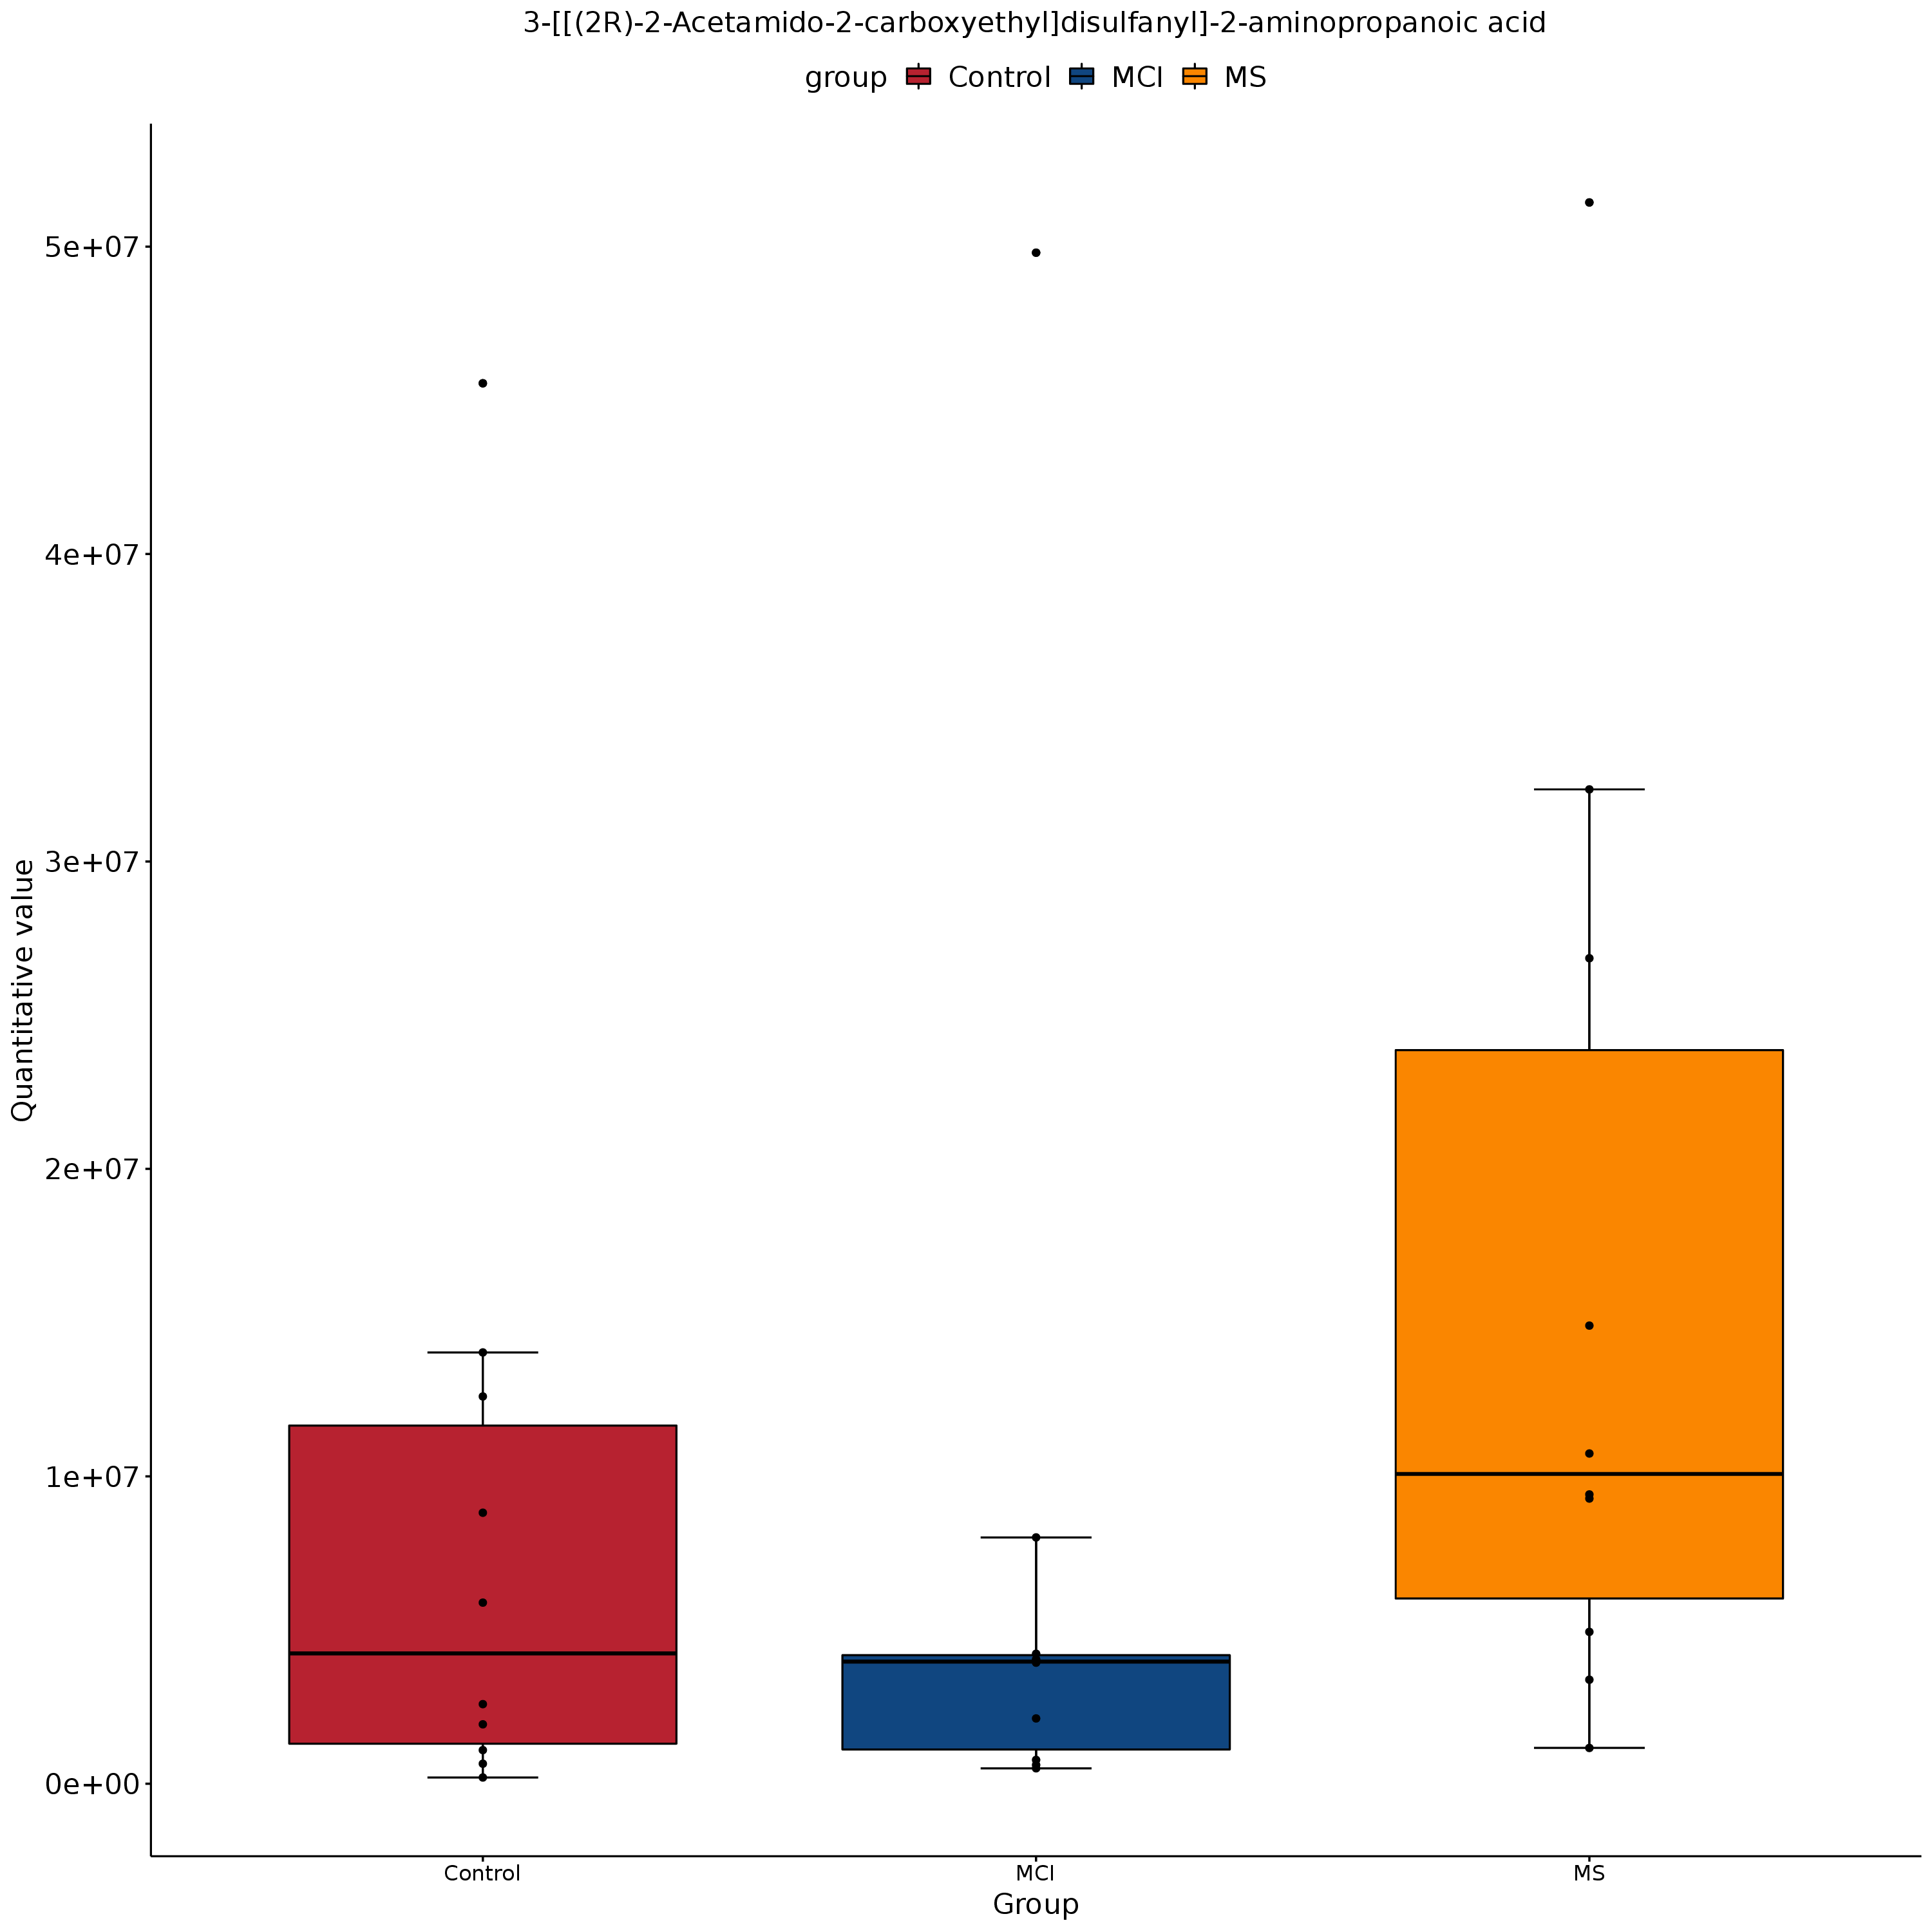 3-[[(2R)-2-Acetamido-2-carboxyethyl]disulfanyl]-2-aminopropanoic acid
group Control MCI MS
5e+07
4e+07
3e+07
2e+07
1e+07
0e+00
Quantitative value
Control MCI MS
Group